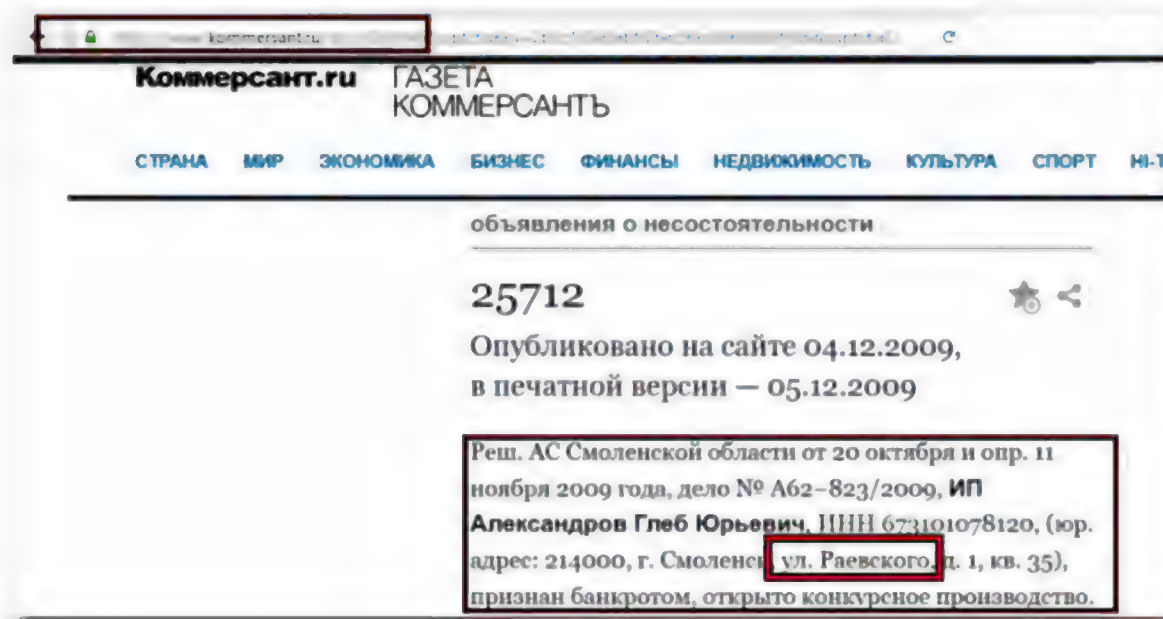 kommersant.ru
Коммерсант.ru ГАЗЕТА
КОММЕРСАНТЪ
СТРАНА МИР ЭКОНОМИКА БИЗНЕС ФИНАНСЫ НЕДВИЖИМОСТЬ КУЛЬТУРА СПОРТ HI-T
объявления о несостоятельности
25712
Опубликовано на сайте 04.12.2009,
в печатной версии — 05.12.2009
Реш. АС Смоленской области от 20 октября и опр. 11
ноября 2009 года, дело № А62-823/2009, ИП
Александров Глеб Юрьевич, ИНН 673101078120, (юр.
адрес: 214000, г. Смоленск, ул. Раевского, д. 1, кв. 35),
признан банкротом, открыто конкурсное производство.